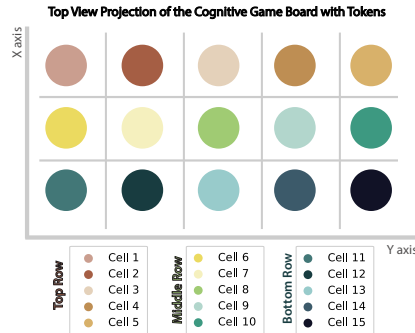 Top View Projection of the Cognitive Game Board with Tokens
X axis
Y axis
Top Row
Cell 1
Cell 2
Cell 3
Cell 4
Cell 5
Middle Row
Cell 6
Cell 7
Cell 8
Cell 9
Cell 10
Bottom Row
Cell 11
Cell 12
Cell 13
Cell 14
Cell 15